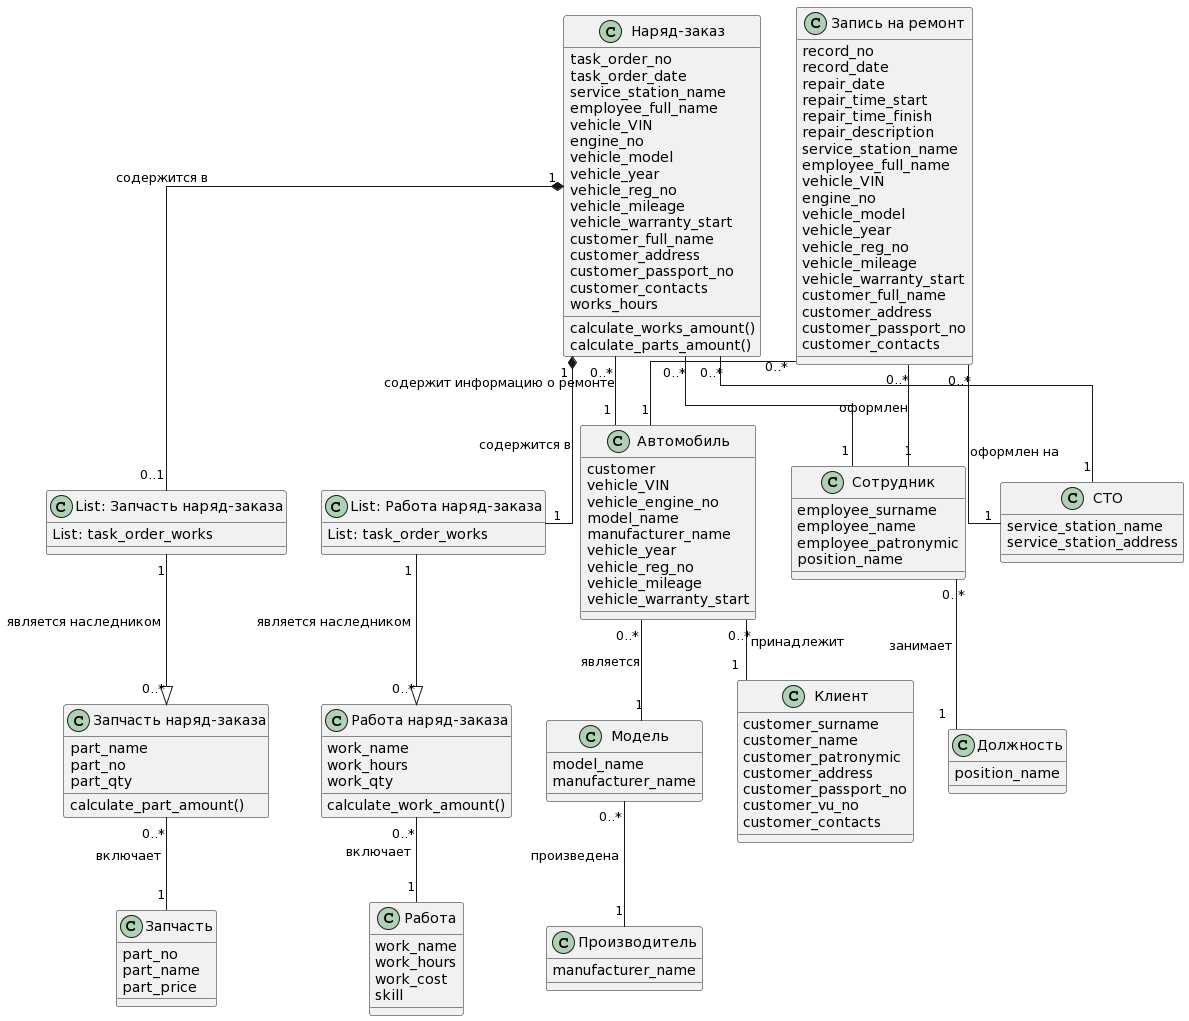 Наряд-заказ
task_order_no
task_order_date
service_station_name
employee_full_name
vehicle_VIN
engine_no
vehicle_model
vehicle_year
vehicle_reg_no
vehicle_mileage
vehicle_warranty_start
customer_full_name
customer_address
customer_passport_no
customer_contacts
works_hours
calculate_works_amount()
calculate_parts_amount()
Запись на ремонт
record_no
record_date
repair_date
repair_time_start
repair_time_finish
repair_description
service_station_name
employee_full_name
vehicle_VIN
engine_no
vehicle_model
vehicle_year
vehicle_reg_no
vehicle_mileage
vehicle_warranty_start
customer_full_name
customer_address
customer_passport_no
customer_contacts
содержится в
1
0..1
содержит информацию о ремонте
1
0..*
1
содержится в
1
0..*
1
0..*
0..*
1
оформлен
0..*
1
0..*
оформлен на
1
1
List: Запчасть наряд-заказа
List: task_order_works
List: Работа наряд-заказа
List: task_order_works
Автомобиль
customer
vehicle_VIN
vehicle_engine_no
model_name
manufacturer_name
vehicle_year
vehicle_reg_no
vehicle_mileage
vehicle_warranty_start
Сотрудник
employee_surname
employee_name
employee_patronymic
position_name
СТО
service_station_name
service_station_address
1
является наследником
0..*
1
является наследником
0..*
0..*
является
1
0..*
принадлежит
1
0..*
занимает
1
Запчасть наряд-заказа
part_name
part_no
part_qty
calculate_part_amount()
Работа наряд-заказа
work_name
work_hours
work_qty
calculate_work_amount()
Модель
model_name
manufacturer_name
Клиент
customer_surname
customer_name
customer_patronymic
customer_address
customer_passport_no
customer_vu_no
customer_contacts
Должность
position_name
0..*
включает
1
0..*
включает
1
0..*
произведена
1
Запчасть
part_no
part_name
part_price
Работа
work_name
work_hours
work_cost
skill
Производитель
manufacturer_name